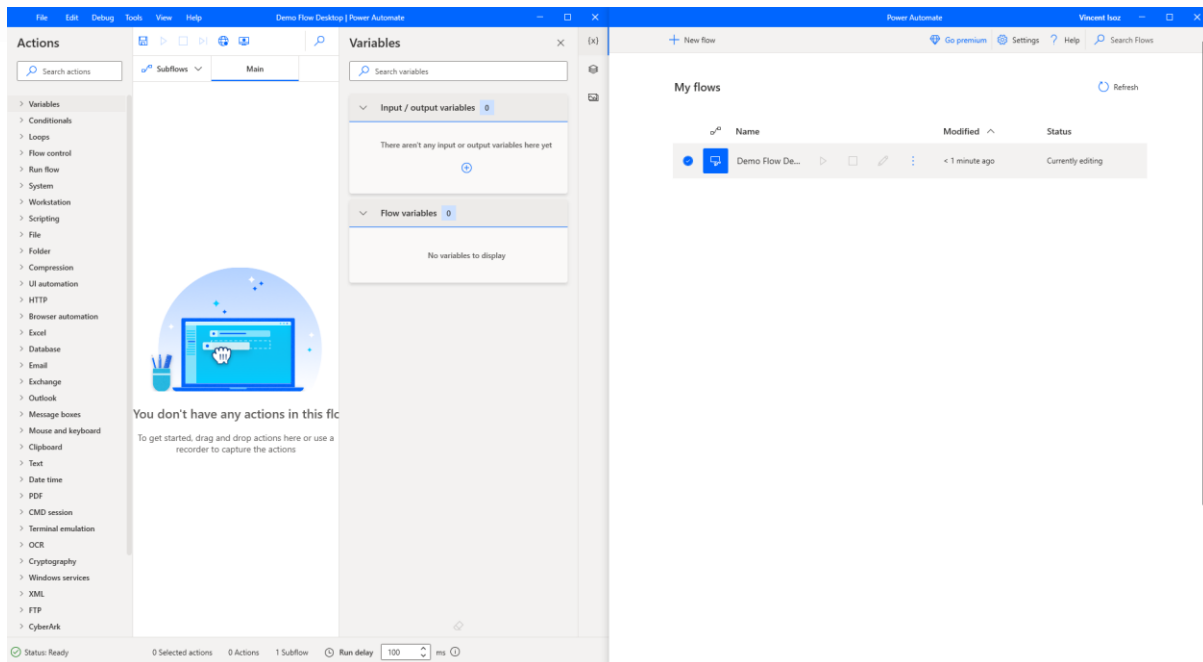 File Edit Debug Tools View Help Demo Flow Desktop | Power Automate
Actions
Search actions
Variables
Conditionals
Loops
Flow control
Run flow
System
Workstation
Scripting
File
Folder
Compression
UI automation
HTTP
Browser automation
Excel
Database
Email
Exchange
Outlook
Message boxes
Mouse and keyboard
Clipboard
Text
Date time
PDF
CMD session
Terminal emulation
OCR
Cryptography
Windows services
XML
FTP
CyberArk
Subflows Main
You don't have any actions in this flo
To get started, drag and drop actions here or use a
recorder to capture the actions
Variables
{x}
Search variables
Input / output variables 0
There aren't any input or output variables here yet
Flow variables 0
No variables to display
Status: Ready 0 Selected actions 0 Actions 1 Subflow Run delay 100 ms
Power Automate Vincent Isoz
New flow Go premium Settings Help Search Flows
My flows Refresh
Name Modified Status
Demo Flow De... < 1 minute ago Currently editing